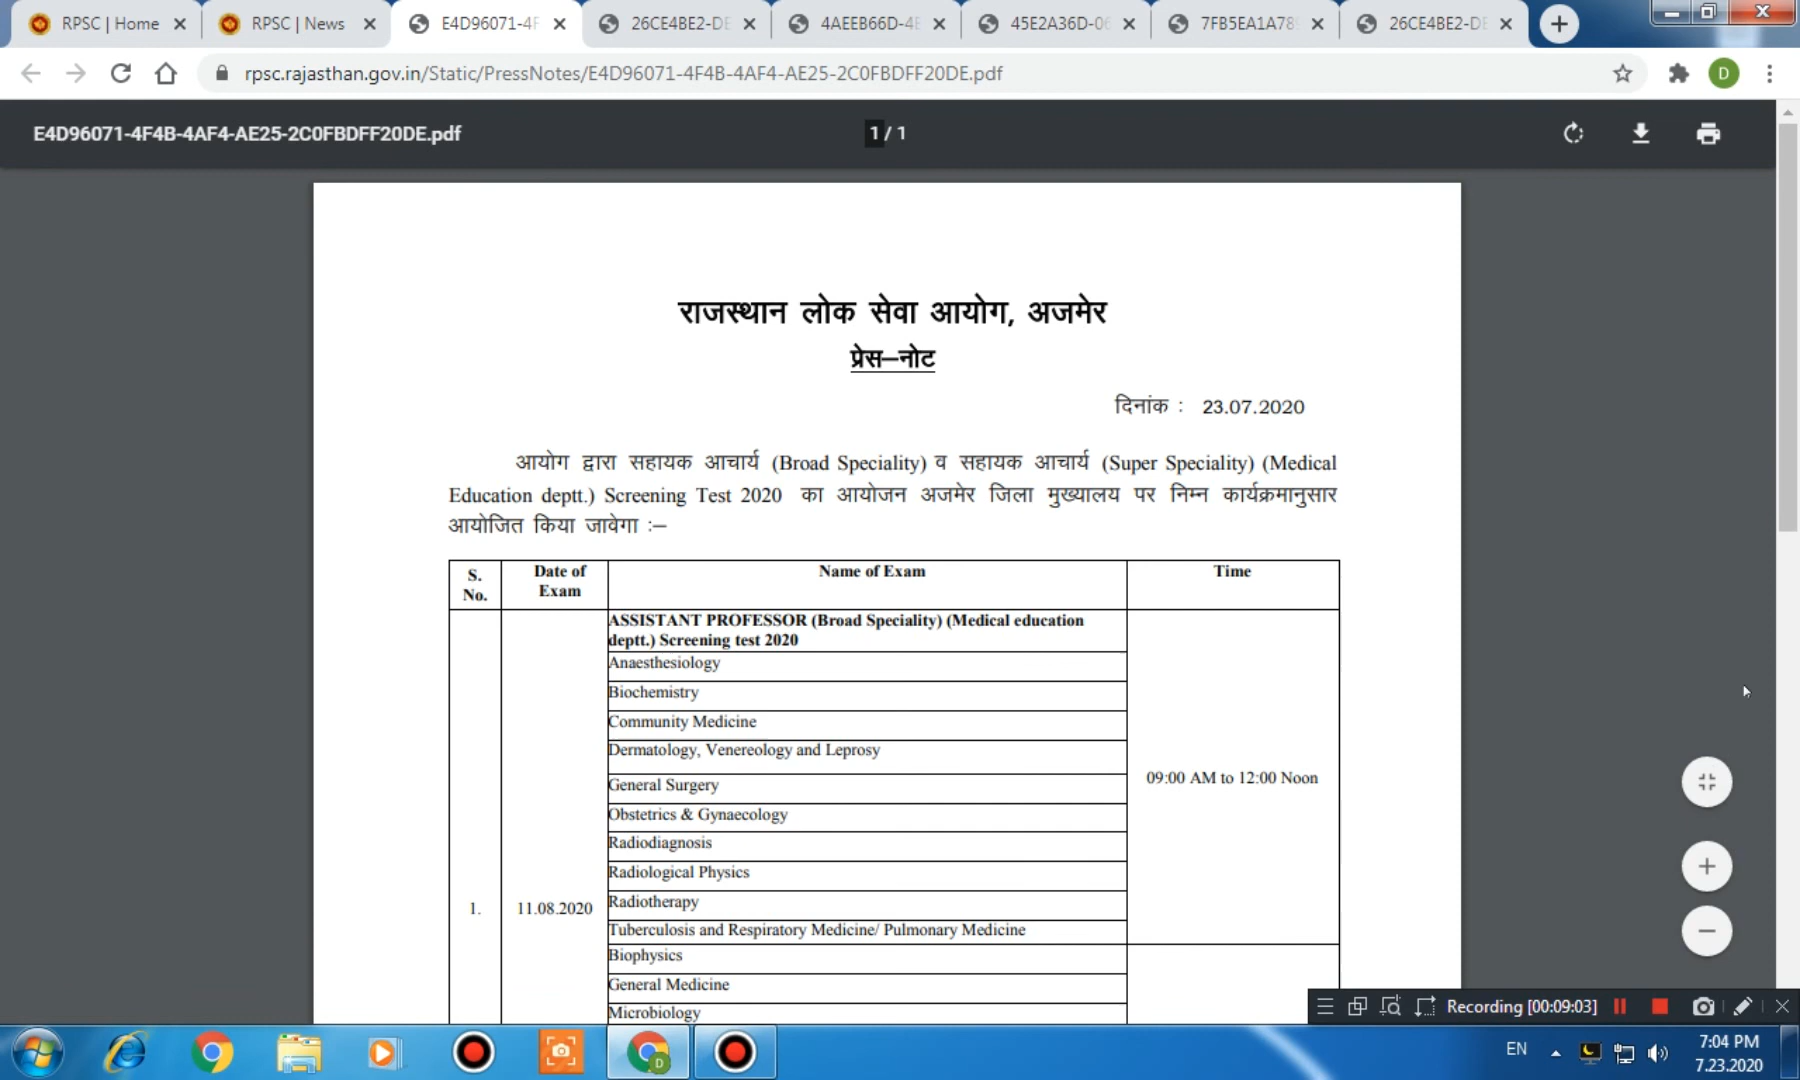 RPSC | Home
RPSC | News
E4D96071-4F
26CE4BE2-DE
4AEEB66D-4E
45E2A36D-06
7FB5EA1A78
26CE4BE2-DE
rpsc.rajasthan.gov.in/Static/PressNotes/E4D96071-4F4B-4AF4-AE25-2C0FBDFF20DE.pdf
D
E4D96071-4F4B-4AF4-AE25-2C0FBDFF20DE.pdf
1 / 1
राजस्थान लोक सेवा आयोग, अजमेर
प्रेस–नोट
दिनांक : 23.07.2020
आयोग द्वारा सहायक आचार्य (Broad Speciality) व सहायक आचार्य (Super Speciality) (Medical
Education deptt.) Screening Test 2020 का आयोजन अजमेर जिला मुख्यालय पर निम्न कार्यक्रमानुसार
आयोजित किया जावेगा :–
S. No.
Date of Exam
Name of Exam
Time
ASSISTANT PROFESSOR (Broad Speciality) (Medical education
deptt.) Screening test 2020
Anaesthesiology
Biochemistry
Community Medicine
Dermatology, Venereology and Leprosy
09:00 AM to 12:00 Noon
General Surgery
Obstetrics & Gynaecology
Radiodiagnosis
Radiological Physics
Radiotherapy
1. 11.08.2020
Tuberculosis and Respiratory Medicine/ Pulmonary Medicine
Biophysics
General Medicine
Microbiology
Recording [00:09:03]
EN
7:04 PM
7.23.2020